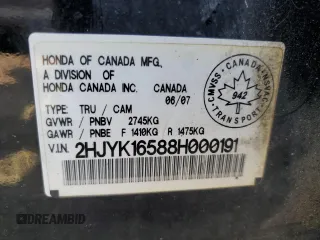 HONDA OF CANADA MFG.
A DIVISION OF
HONDA CANADA INC. CANADA
06/07
TYPE: TRU / CAM
GVWR / PNBV 2745KG
GAWR / PNBE F 1410KG R 1475KG
V.I.N. 2HJYK16588H000191
CMVSS · CANADA · NSVAC
942
TRANSPORT
DREAMBID